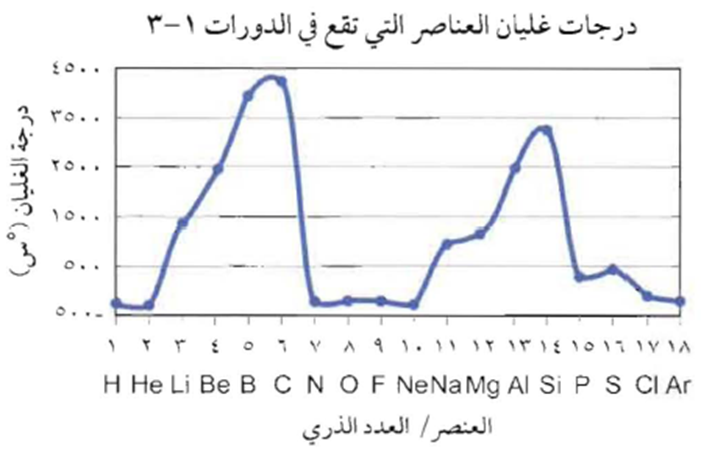 درجات غليان العناصر التي تقع في الدورات ١-٣
درجة الغليان (°س)
٤٥٠٠
٣٥٠٠
٢٥٠٠
١٥٠٠
٥٠٠
-٥٠٠
١ ٢ ٣ ٤ ٥ ٦ ٧ ٨ ٩ ١٠ ١١ ١٢ ١٣ ١٤ ١٥ ١٦ ١٧ ١٨
H He Li Be B C N O F Ne Na Mg Al Si P S Cl Ar
العنصر/ العدد الذري